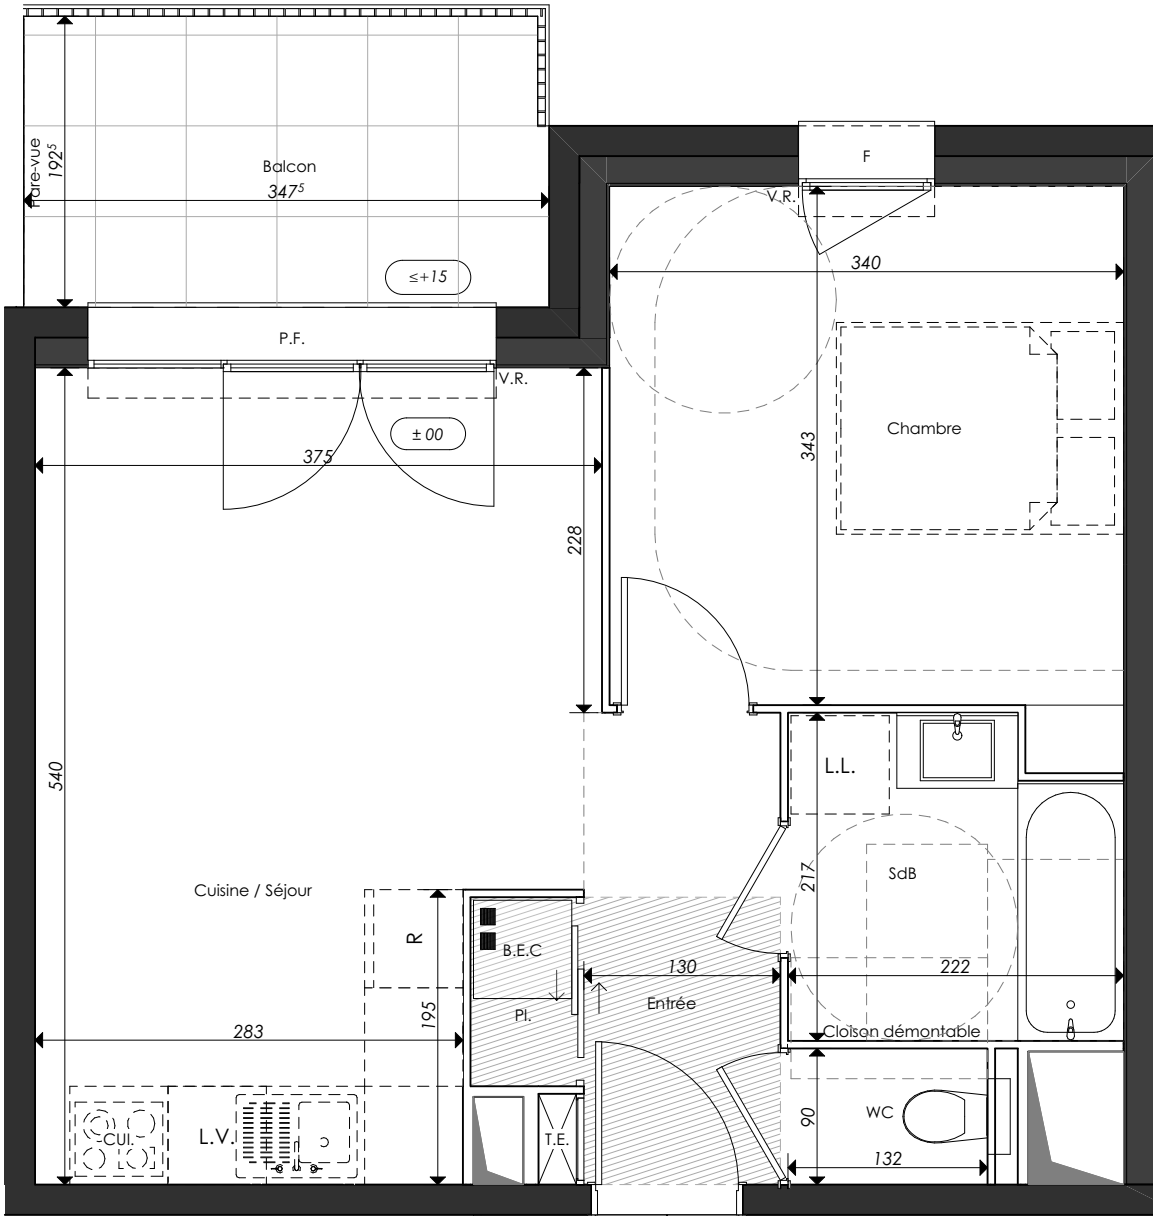 Pare-vue
192⁵
Balcon
347⁵
F
V.R.
≤+15
340
P.F.
V.R.
± 00
375
Chambre
343
228
540
L.L.
217
SdB
Cuisine / Séjour
R
B.E.C
130
222
Entrée
Pl.
195
283
Cloison démontable
90
WC
CUI.
L.V.
T.E.
132